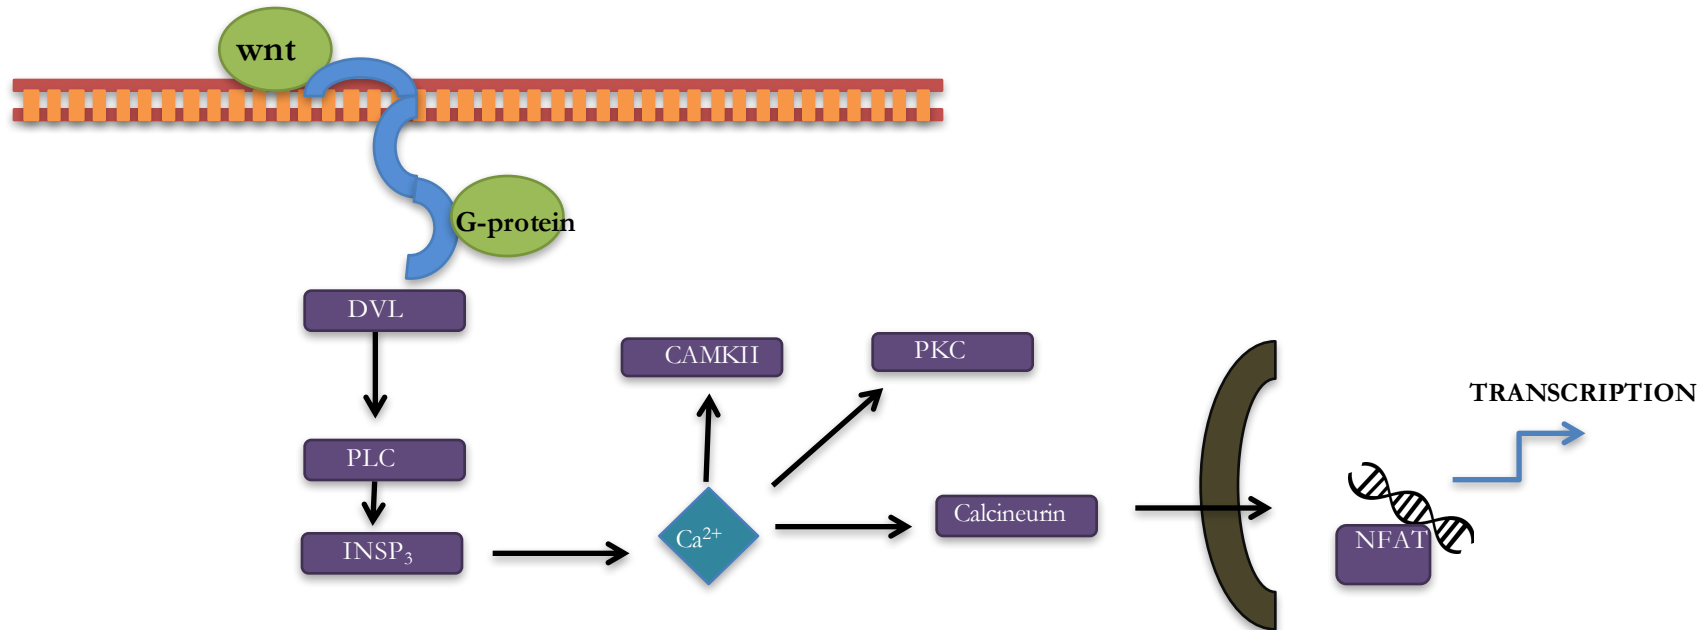 wnt
G-protein
DVL
CAMKII
PKC
TRANSCRIPTION
PLC
Calcineurin
Ca²⁺
NFAT
INSP₃